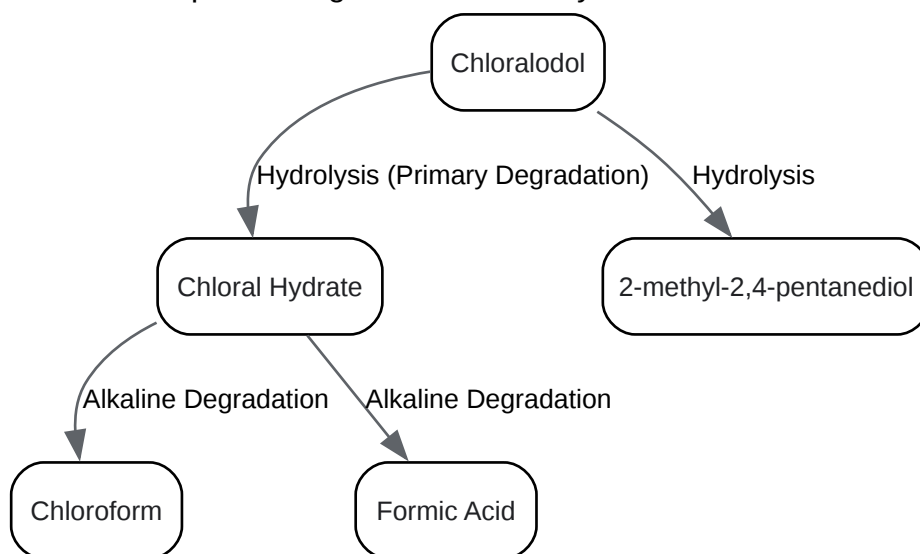 Chloralodol
Hydrolysis (Primary Degradation)
Hydrolysis
Chloral Hydrate
2-methyl-2,4-pentanediol
Alkaline Degradation
Alkaline Degradation
Chloroform
Formic Acid